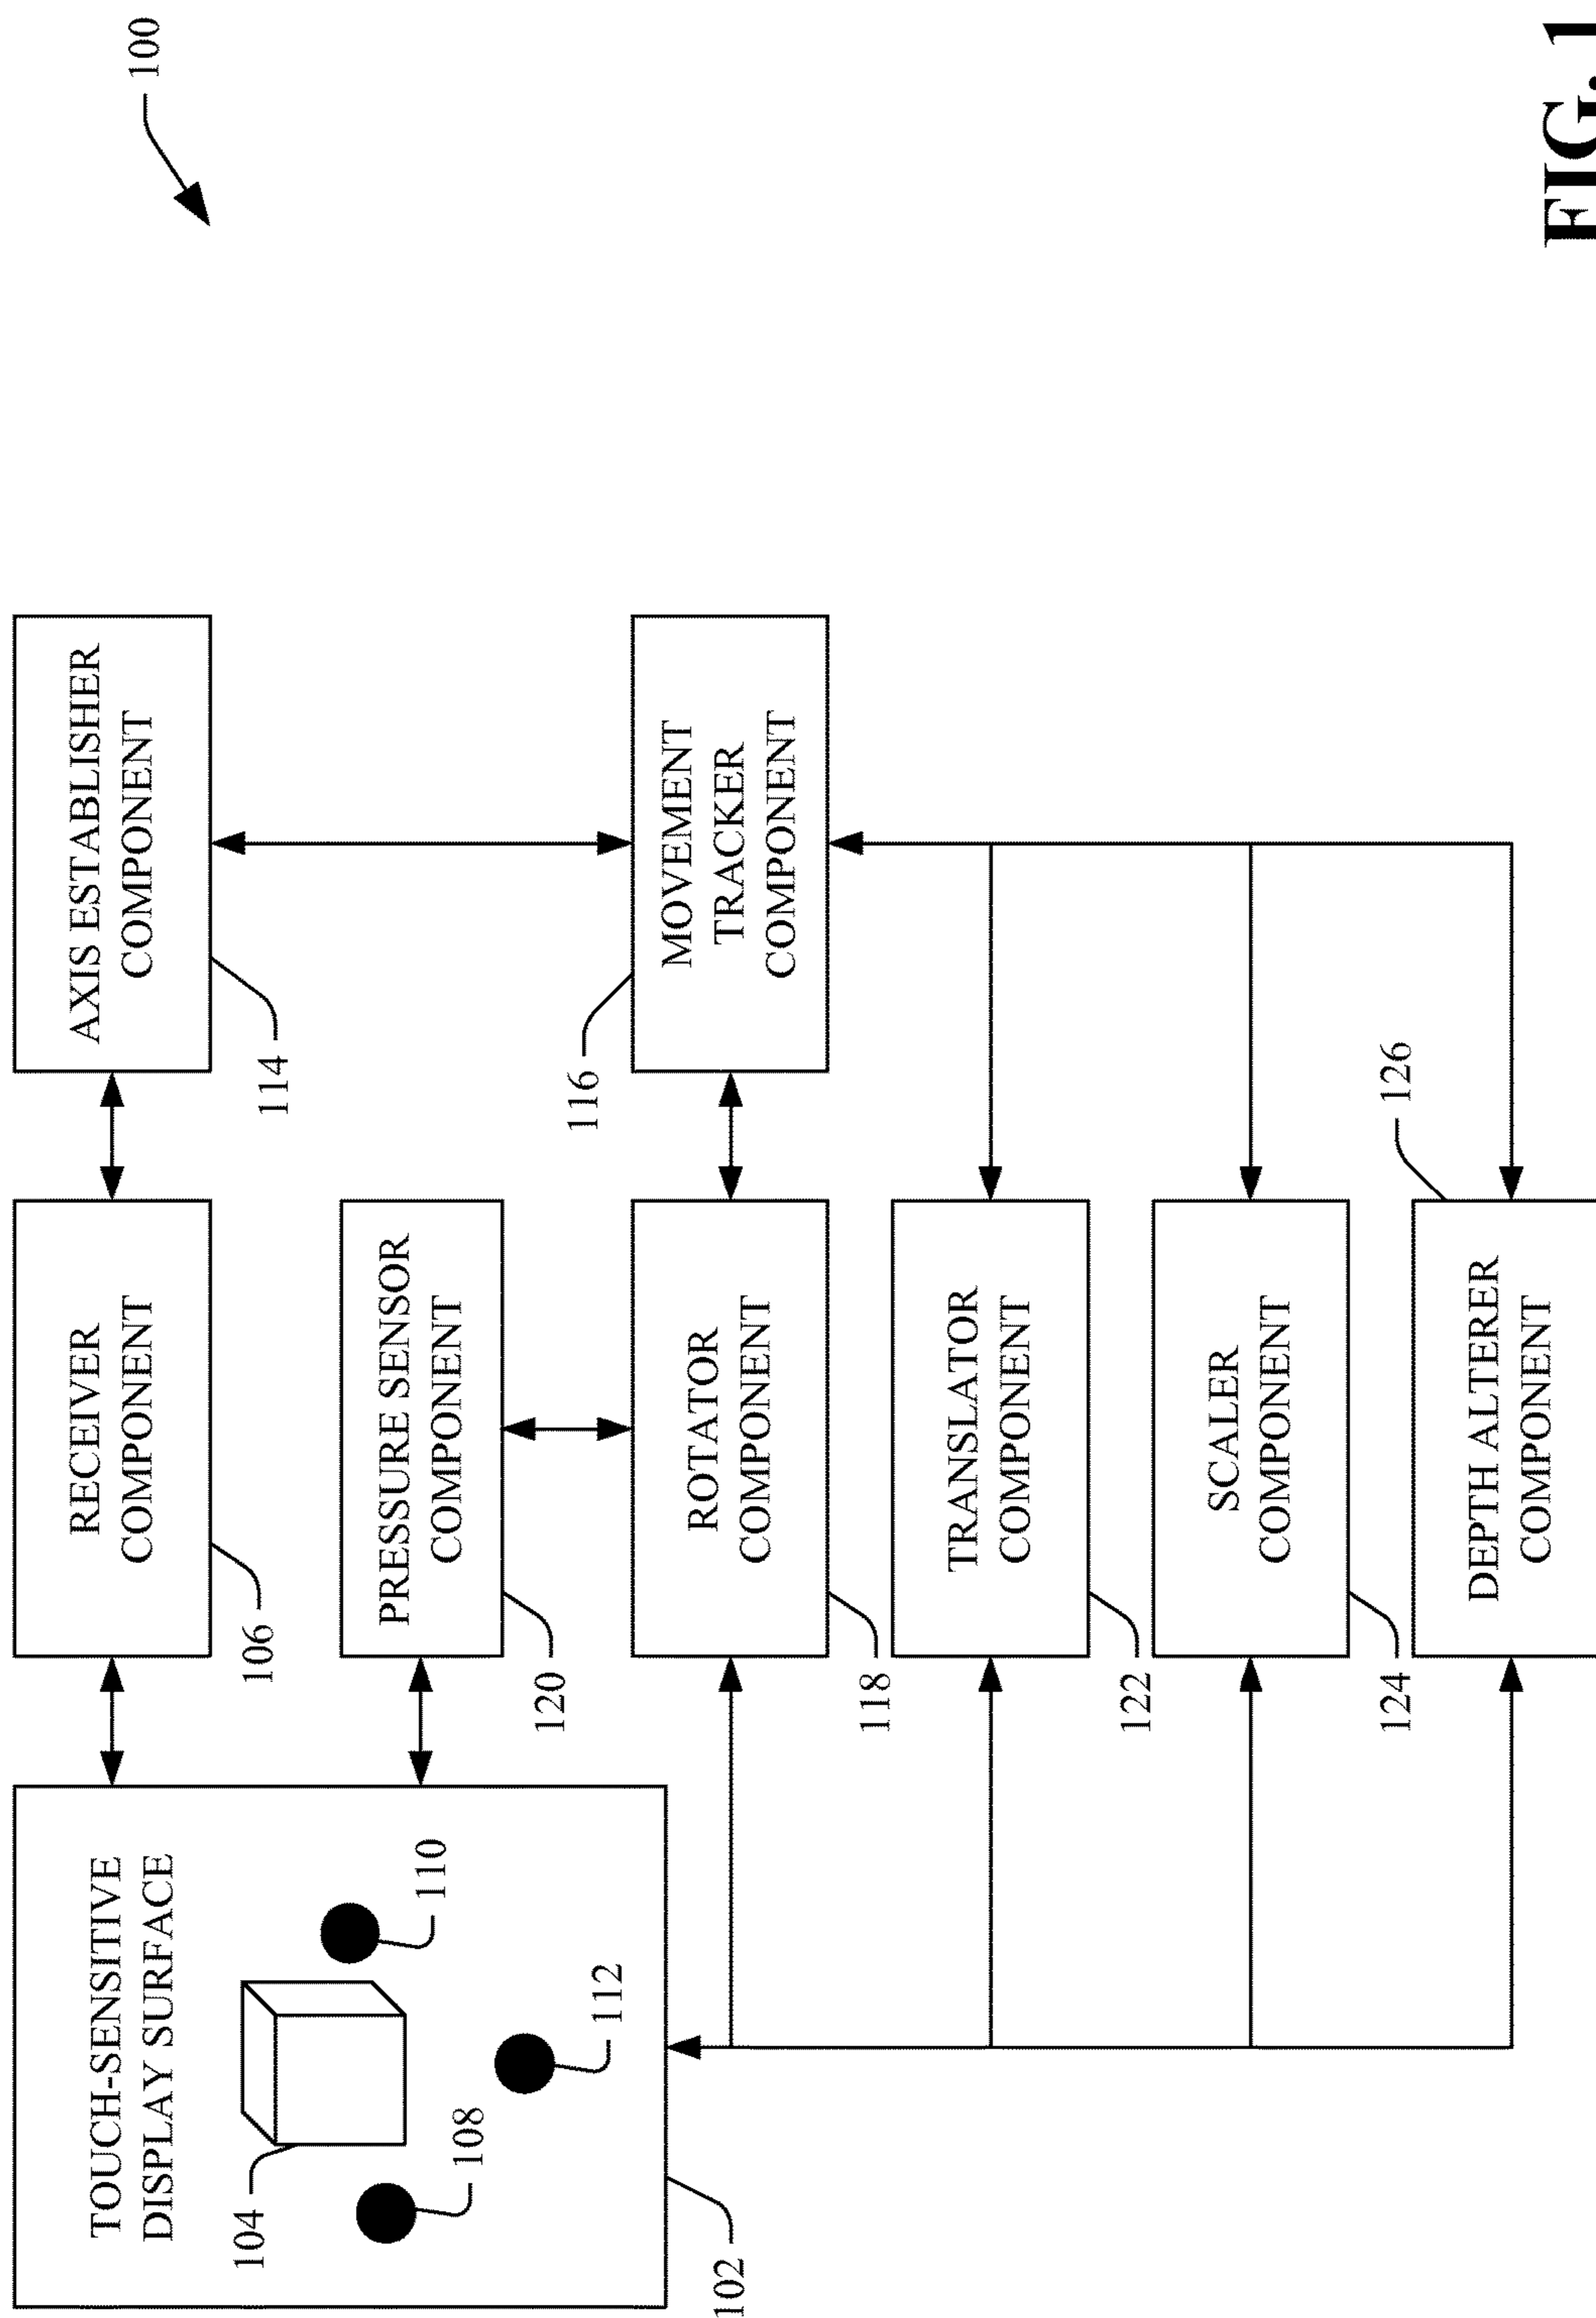 100
TOUCH-SENSITIVE
DISPLAY SURFACE
104
110
108
112
102
RECEIVER
COMPONENT
106
AXIS ESTABLISHER
COMPONENT
114
PRESSURE SENSOR
COMPONENT
120
ROTATOR
COMPONENT
118
MOVEMENT
TRACKER
COMPONENT
116
TRANSLATOR
COMPONENT
122
SCALER
COMPONENT
124
DEPTH ALTERER
COMPONENT
126
FIG. 1